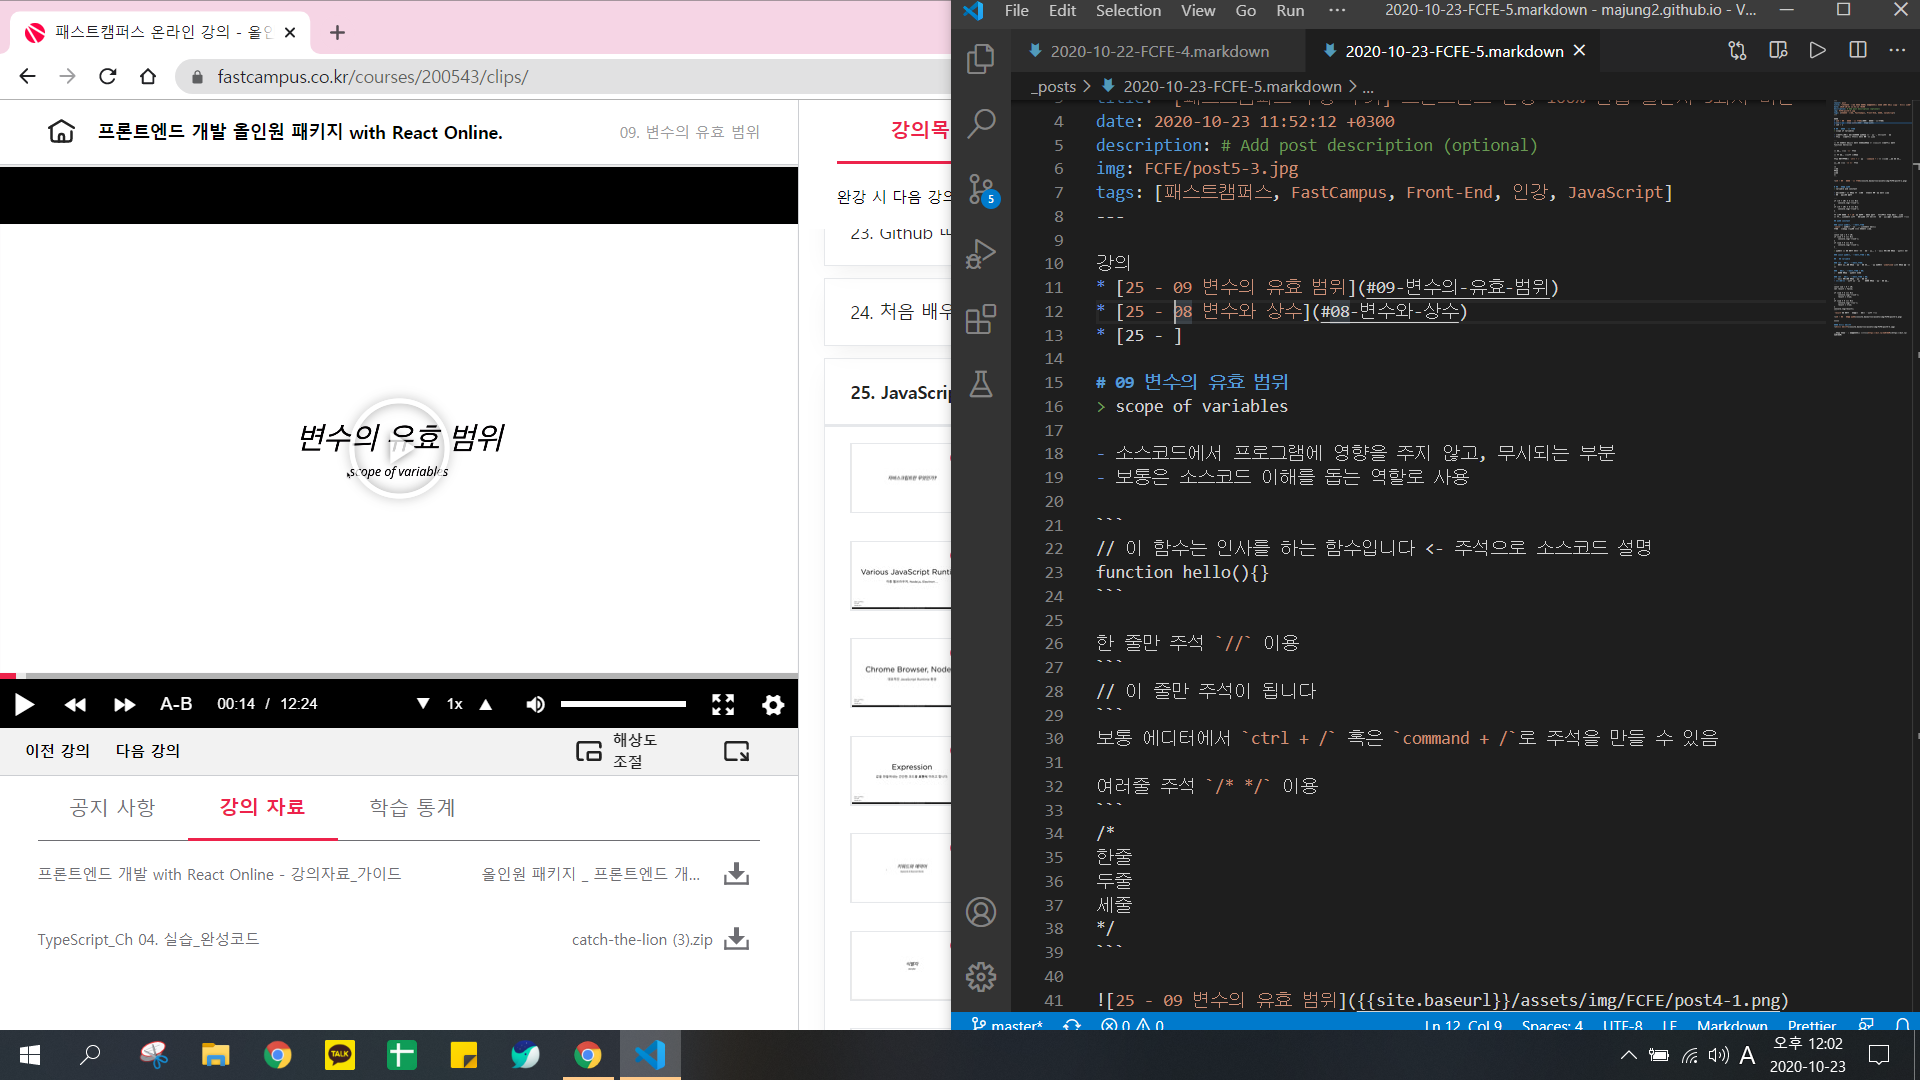 패스트캠퍼스 온라인 강의 - 올인
fastcampus.co.kr/courses/200543/clips/
프론트엔드 개발 올인원 패키지 with React Online.
09. 변수의 유효 범위
변수의 유효 범위
scope of variables
A-B
00:14 / 12:24
1x
이전 강의
다음 강의
해상도
조절
공지 사항
강의 자료
학습 통계
프론트엔드 개발 with React Online - 강의자료_가이드
올인원 패키지 _ 프론트엔드 개...
TypeScript_Ch 04. 실습_완성코드
catch-the-lion (3).zip
강의목
완강 시 다음 강의
23. Github
24. 처음 배우
25. JavaScrip
자바스크립트란 무엇인가?
Various JavaScript Runti
Chrome Browser, Node
Expression
File Edit Selection View Go Run ···
2020-10-23-FCFE-5.markdown - majung2.github.io - V...
2020-10-22-FCFE-4.markdown
2020-10-23-FCFE-5.markdown
_posts > 2020-10-23-FCFE-5.markdown > ...
4 date: 2020-10-23 11:52:12 +0300
5 description: # Add post description (optional)
6 img: FCFE/post5-3.jpg
7 tags: [패스트캠퍼스, FastCampus, Front-End, 인강, JavaScript]
8 ---
9
10 강의
11 * [25 - 09 변수의 유효 범위](#09-변수의-유효-범위)
12 * [25 - 08 변수와 상수](#08-변수와-상수)
13 * [25 - ]
14
15 # 09 변수의 유효 범위
16 > scope of variables
17
18 - 소스코드에서 프로그램에 영향을 주지 않고, 무시되는 부분
19 - 보통은 소스코드 이해를 돕는 역할로 사용
20
21 ```
22 // 이 함수는 인사를 하는 함수입니다 <- 주석으로 소스코드 설명
23 function hello(){}
24 ```
25
26 한 줄만 주석 `//` 이용
27 ```
28 // 이 줄만 주석이 됩니다
29 ```
30 보통 에디터에서 `ctrl + /` 혹은 `command + /`로 주석을 만들 수 있음
31
32 여러줄 주석 `/* */` 이용
33 ```
34 /*
35 한줄
36 두줄
37 세줄
38 */
39 ```
40
41 ![25 - 09 변수의 유효 범위]({{site.baseurl}}/assets/img/FCFE/post4-1.png)
5
master*
0
0
Ln 12, Col 9
Spaces: 4
UTF-8
LF
Markdown
Prettier
TALK
A
오후 12:02
2020-10-23